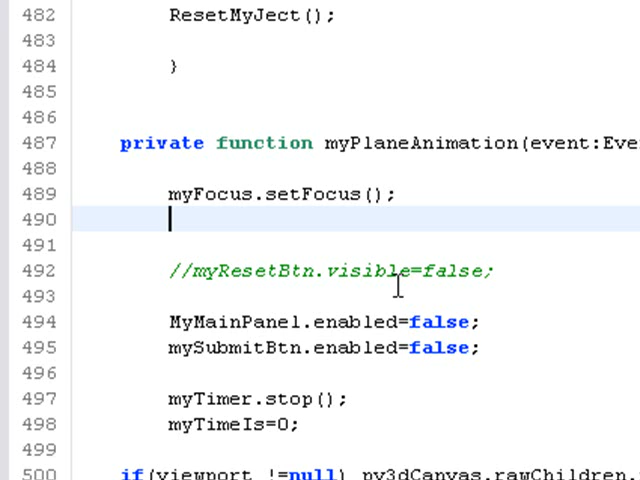 482 ResetMyJect();
483
484 }
485
486
487 private function myPlaneAnimation(event:Eve
488
489 myFocus.setFocus();
490
491
492 //myResetBtn.visible=false;
493
494 MyMainPanel.enabled=false;
495 mySubmitBtn.enabled=false;
496
497 myTimer.stop();
498 myTimeIs=0;
499
500 if(viewport !=null) pv3dCanvas.rawChildren.